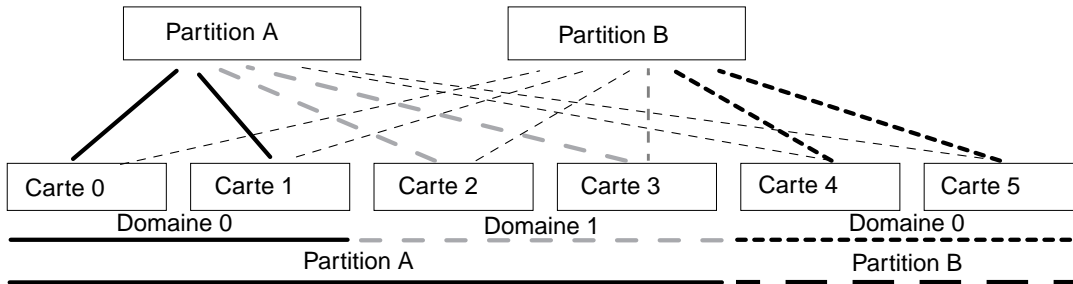 Partition A Partition B
Carte 0 Carte 1 Carte 2 Carte 3 Carte 4 Carte 5
Domaine 0 Domaine 1 Domaine 0
Partition A Partition B